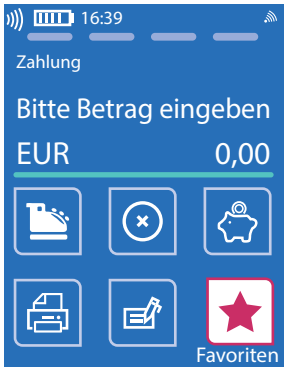 16:39
Zahlung
Bitte Betrag eingeben
EUR 0,00
Favoriten